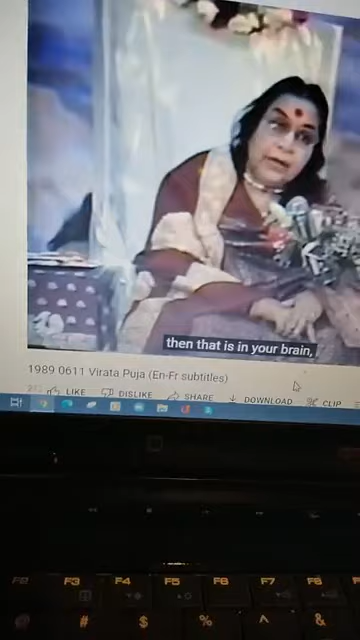 then that is in your brain,
1989 0611 Virata Puja (En-Fr subtitles)
LIKE DISLIKE SHARE DOWNLOAD CLIP
F3 F4 F5 F6 F7 F8
# $ % ^ &